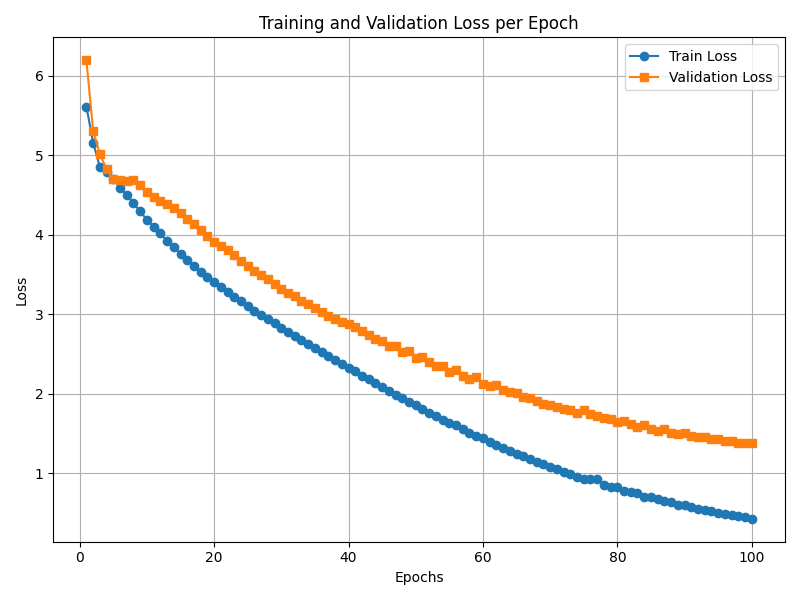 Training and Validation Loss per Epoch
Train Loss
Validation Loss
6
5
4
3
2
1
Loss
0 20 40 60 80 100
Epochs